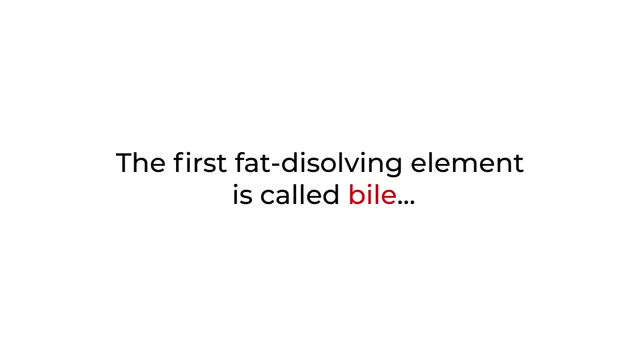 The first fat-disolving element
is called bile...